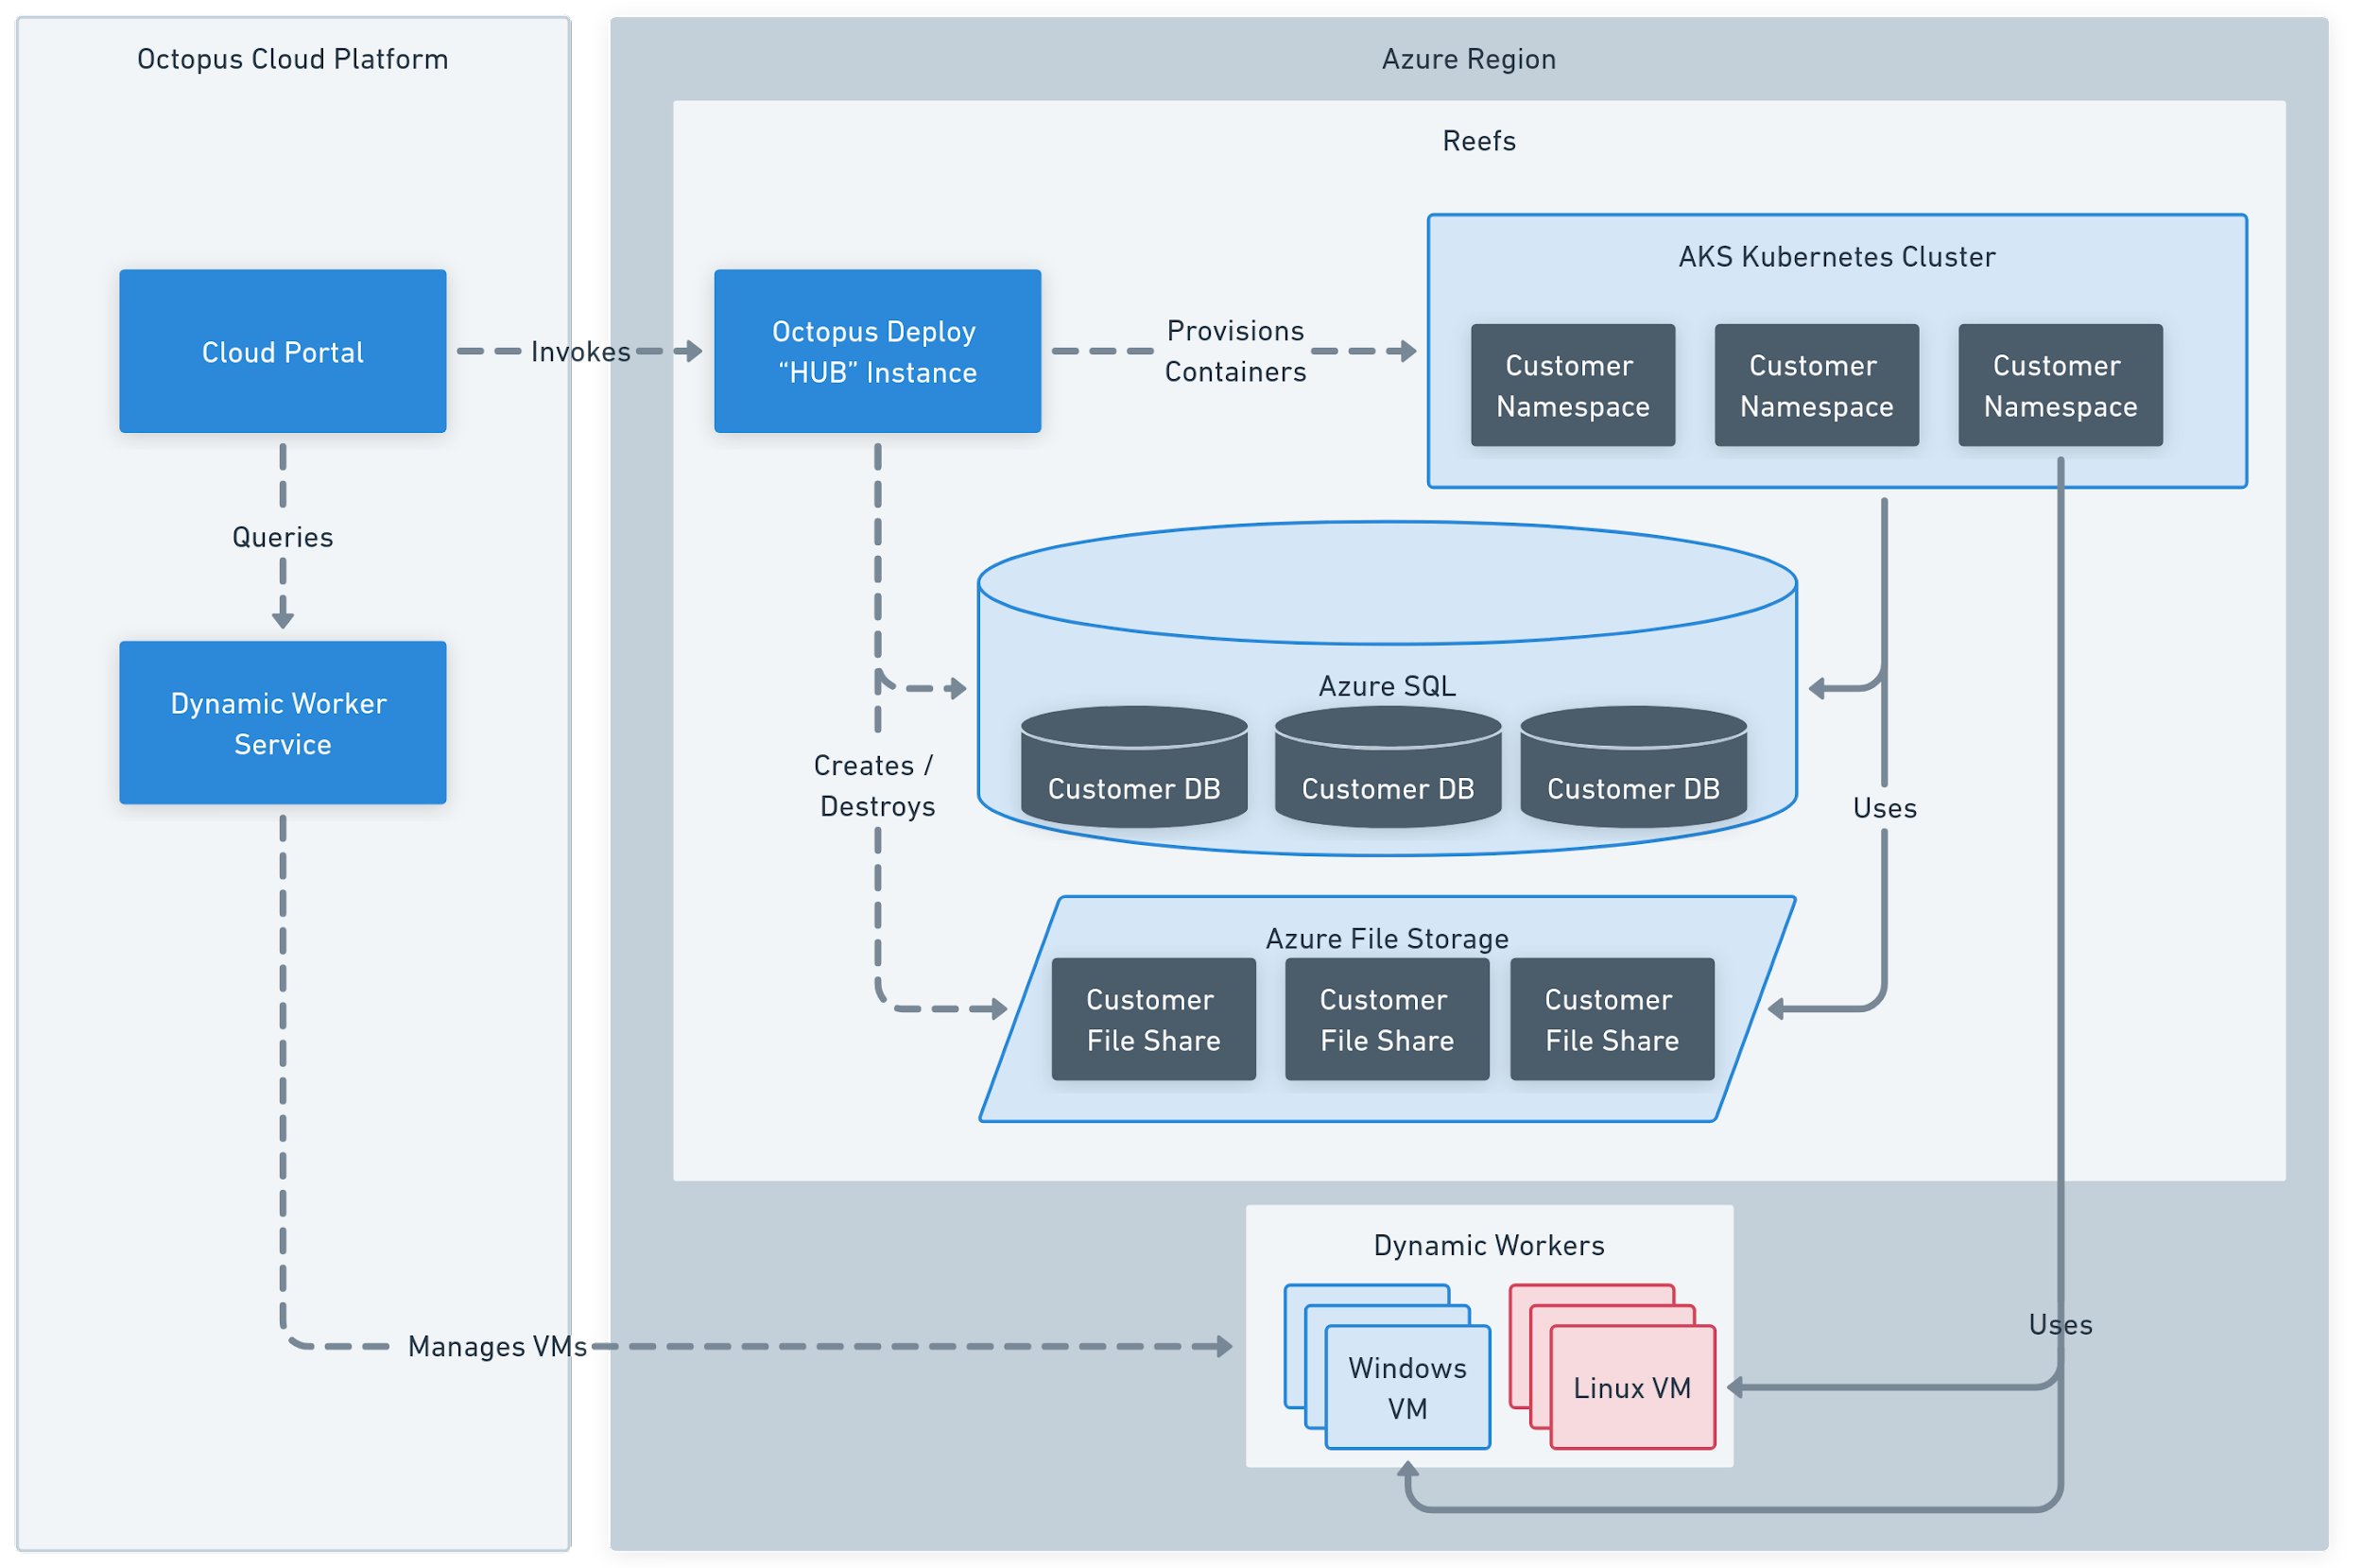 Octopus Cloud Platform
Azure Region
Reefs
AKS Kubernetes Cluster
Cloud Portal
Invokes
Octopus Deploy
“HUB” Instance
Provisions
Containers
Customer
Namespace
Customer
Namespace
Customer
Namespace
Queries
Dynamic Worker
Service
Azure SQL
Creates /
Destroys
Customer DB
Customer DB
Customer DB
Uses
Azure File Storage
Customer
File Share
Customer
File Share
Customer
File Share
Dynamic Workers
Manages VMs
Windows
VM
Linux VM
Uses